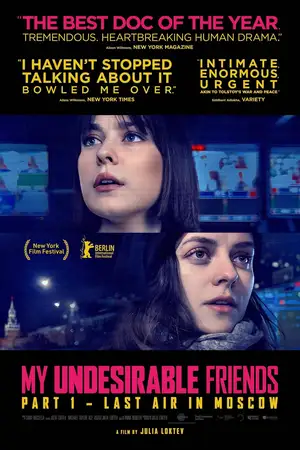 "THE BEST DOC OF THE YEAR
TREMENDOUS. HEARTBREAKING HUMAN DRAMA."
Alison Willmore, NEW YORK MAGAZINE
"I HAVEN'T STOPPED
TALKING ABOUT IT
BOWLED ME OVER."
NEW YORK TIMES
"INTIMATE,
ENORMOUS,
URGENT.
AKIN TO TOLSTOY'S WAR AND PEACE."
VARIETY
New York
Film Festival
BERLIN
MY UNDESIRABLE FRIENDS
PART 1 – LAST AIR IN MOSCOW
A FILM BY JULIA LOKTEV